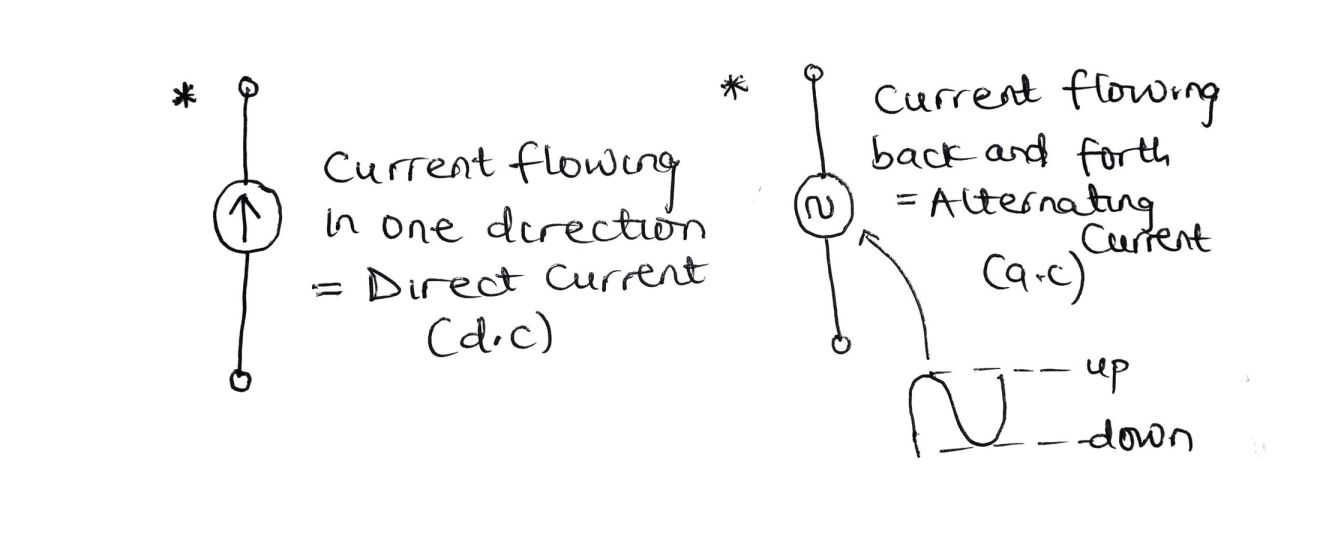 * Current flowing
in one direction
= Direct Current
(d.c)
* Current flowing
back and forth
= Alternating
Current
(a.c)
up
down